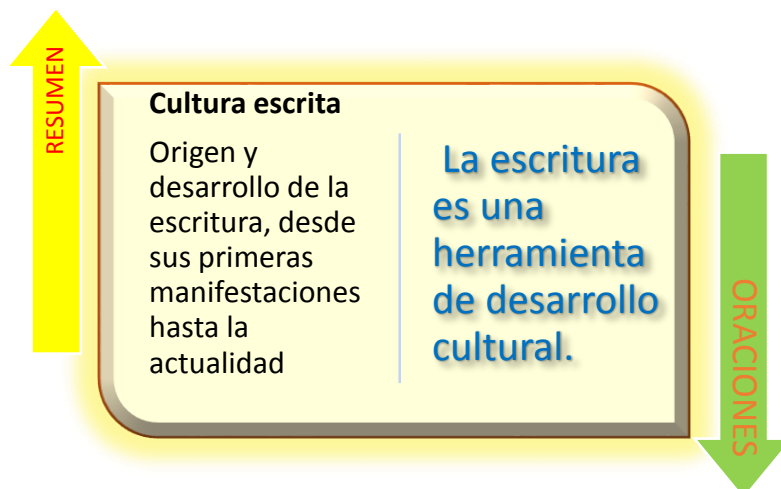 RESUMEN
Cultura escrita
Origen y
desarrollo de la
escritura, desde
sus primeras
manifestaciones
hasta la
actualidad
La escritura
es una
herramienta
de desarrollo
cultural.
ORACIONES